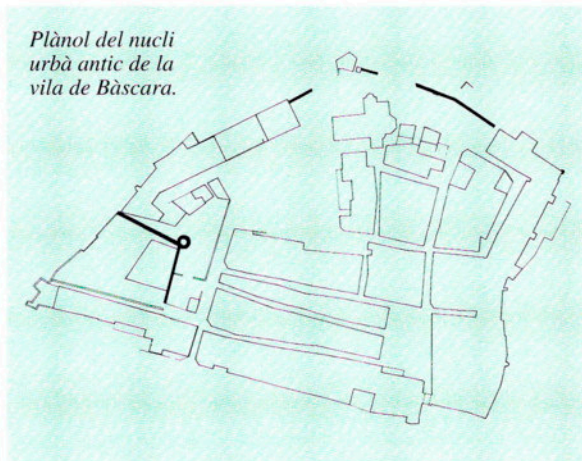 Plànol del nucli
urbà antic de la
vila de Bàscara.